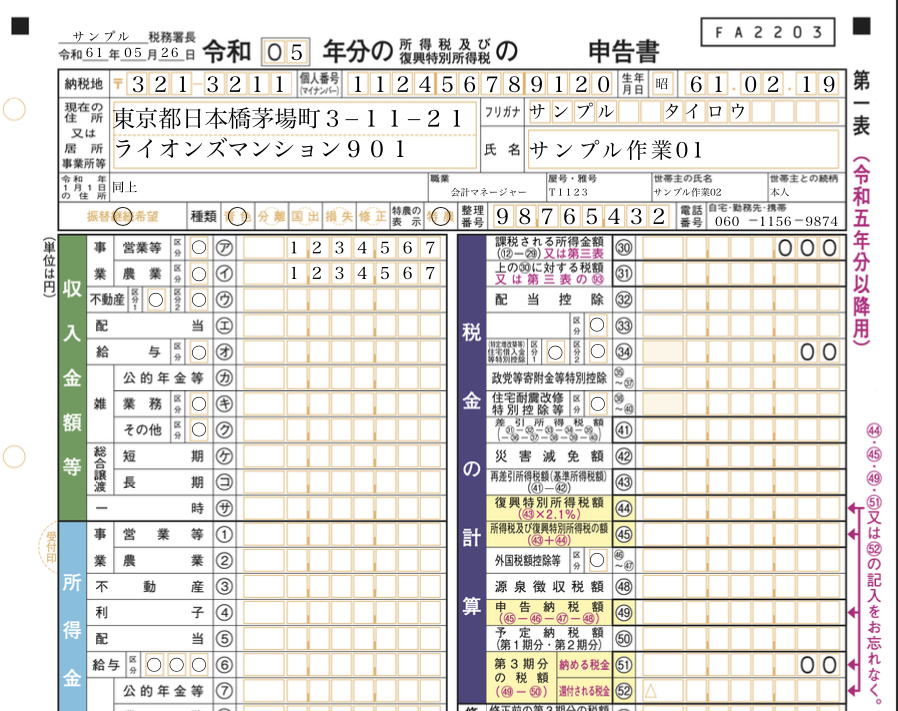 サンプル 税務署長
令和61年05月26日 令和 05 年分の 所得税及び復興特別所得税 の 申告書 FA2203
納税地 〒321-3211 個人番号(マイナンバー) 112456789120 生年月日 昭 61.02.19
現在の住所又は居所事業所等
東京都日本橋茅場町3-11-21
ライオンズマンション901
フリガナ サンプル タイロウ
氏名 サンプル作業01
令和 年1月1日の住所 同上
職業 会計マネージャー
屋号・雅号 T1123
世帯主の氏名 サンプル作業02
世帯主との続柄 本人
振替継続希望 種類 青色 分離 国出 損失 修正 特農の表示 特農 整理番号 98765432 電話番号 自宅・勤務先・携帯 060-1156-9874
(単位は円)
収入金額等
事業 営業等 区分 ㋐ 1234567
農業 区分 ㋑ 1234567
不動産 区分1 区分2 ㋒
配当 ㋓
給与 区分 ㋔
雑 公的年金等 ㋕
業務 区分 ㋖
その他 区分 ㋗
総合譲渡 短期 ㋘
長期 ㋙
一時 ㋚
受付印
所得金
事業 営業等 ①
農業 ②
不動産 ③
利子 ④
配当 ⑤
給与 区分 ⑥
公的年金等 ⑦
税金の計算
課税される所得金額 (⑫-㉙)又は第三表 ㉚ 000
上の㉚に対する税額 又は第三表の93 ㉛
配当控除 ㉜
区分 ㉝
(特定増改築等)住宅借入金等特別控除 区分1 区分2 ㉞ 00
政党等寄附金等特別控除 ㉟~㊲
住宅耐震改修特別控除等 区分 ㊳~㊵
差引所得税額 (㉛-㉜-㉝-㉞-㉟-㊱-㊲-㊳-㊴-㊵) ㊶
災害減免額 ㊷
再差引所得税額(基準所得税額) (㊶-㊷) ㊸
復興特別所得税額 (㊸×2.1%) ㊹
所得税及び復興特別所得税の額 (㊸+㊹) ㊺
外国税額控除等 区分 ㊻~㊼
源泉徴収税額 ㊽
申告納税額 (㊺-㊻-㊼-㊽) ㊾
予定納税額 (第1期分・第2期分) ㊿
第3期分の税額 (㊾-㊿) 納める税金 51 00
還付される税金 52 △
修正前の第3期分の税額
第一表(令和五年分以降用)
㊹・㊺・㊾・51又は52の記入をお忘れなく。